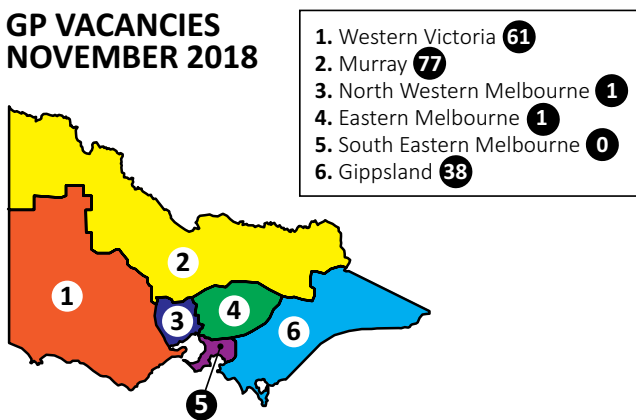 GP VACANCIES
NOVEMBER 2018
1. Western Victoria 61
2. Murray 77
3. North Western Melbourne 1
4. Eastern Melbourne 1
5. South Eastern Melbourne 0
6. Gippsland 38
2
1
4
3
6
5